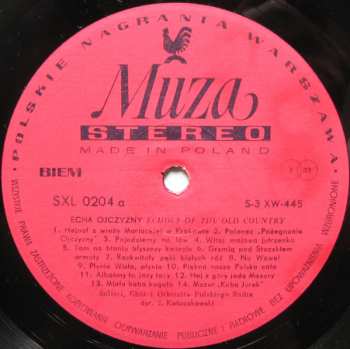 POLSKIE NAGRANIA WARSZAWA
Muza
STEREO
MADE IN POLAND
BIEM
SXL 0204 a
S-3 XW-445
ECHA OJCZYZNY ECHOES OF THE OLD COUNTRY
1. Hejnał z wieży Mariackiej w Krakowie 2. Polonez „Pożegnanie
Ojczyzny" 3. Pojedziemy na łów 4. Witaj majowa jutrzenko
5. Tam na błoniu błyszczy kwiecie 6. Grzmią pod Stoczkiem
armaty 7. Rozkwitały pęki białych róż 8. Na Wawel
9. Płynie Wisła, płynie 10. Piękna nasza Polska cała
11. Albośmy to jacy tacy 12. Hej od y góry jada Mazury
13. Miała baba koguta 14. Mazur „Kuba Jurek"
Soliści, Chór i Orkiestra Polskiego Radia
dyr. J. Kołaczkowski
WSZELKIE PRAWA ZASTRZEŻONE KOPIOWANIE ODTWARZANIE PUBLICZNE I RADIOWE BEZ UPOWAŻNIENIA WZBRONIONE